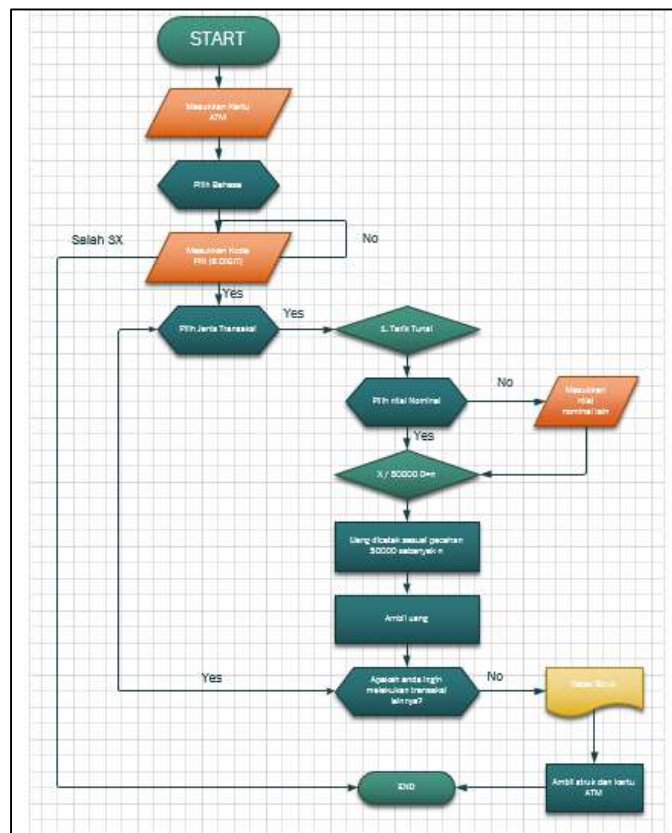 START
Masukkan Kartu
ATM
Pilih Bahasa
Salah 3X
No
Masukkan Kode
PIN (6 DIGIT)
Yes
Pilih Jenis Transaksi
Yes
1. Tarik Tunai
Pilih nilai Nominal
No
Masukkan
nilai
nominal lain
Yes
X / 50000
Uang dicetak sesuai pecahan
50000 sebanyak n
Ambil uang
Yes
Apakah anda ingin
melakukan transaksi
lainnya?
No
Cetak Struk
Ambil struk dan kartu
ATM
END